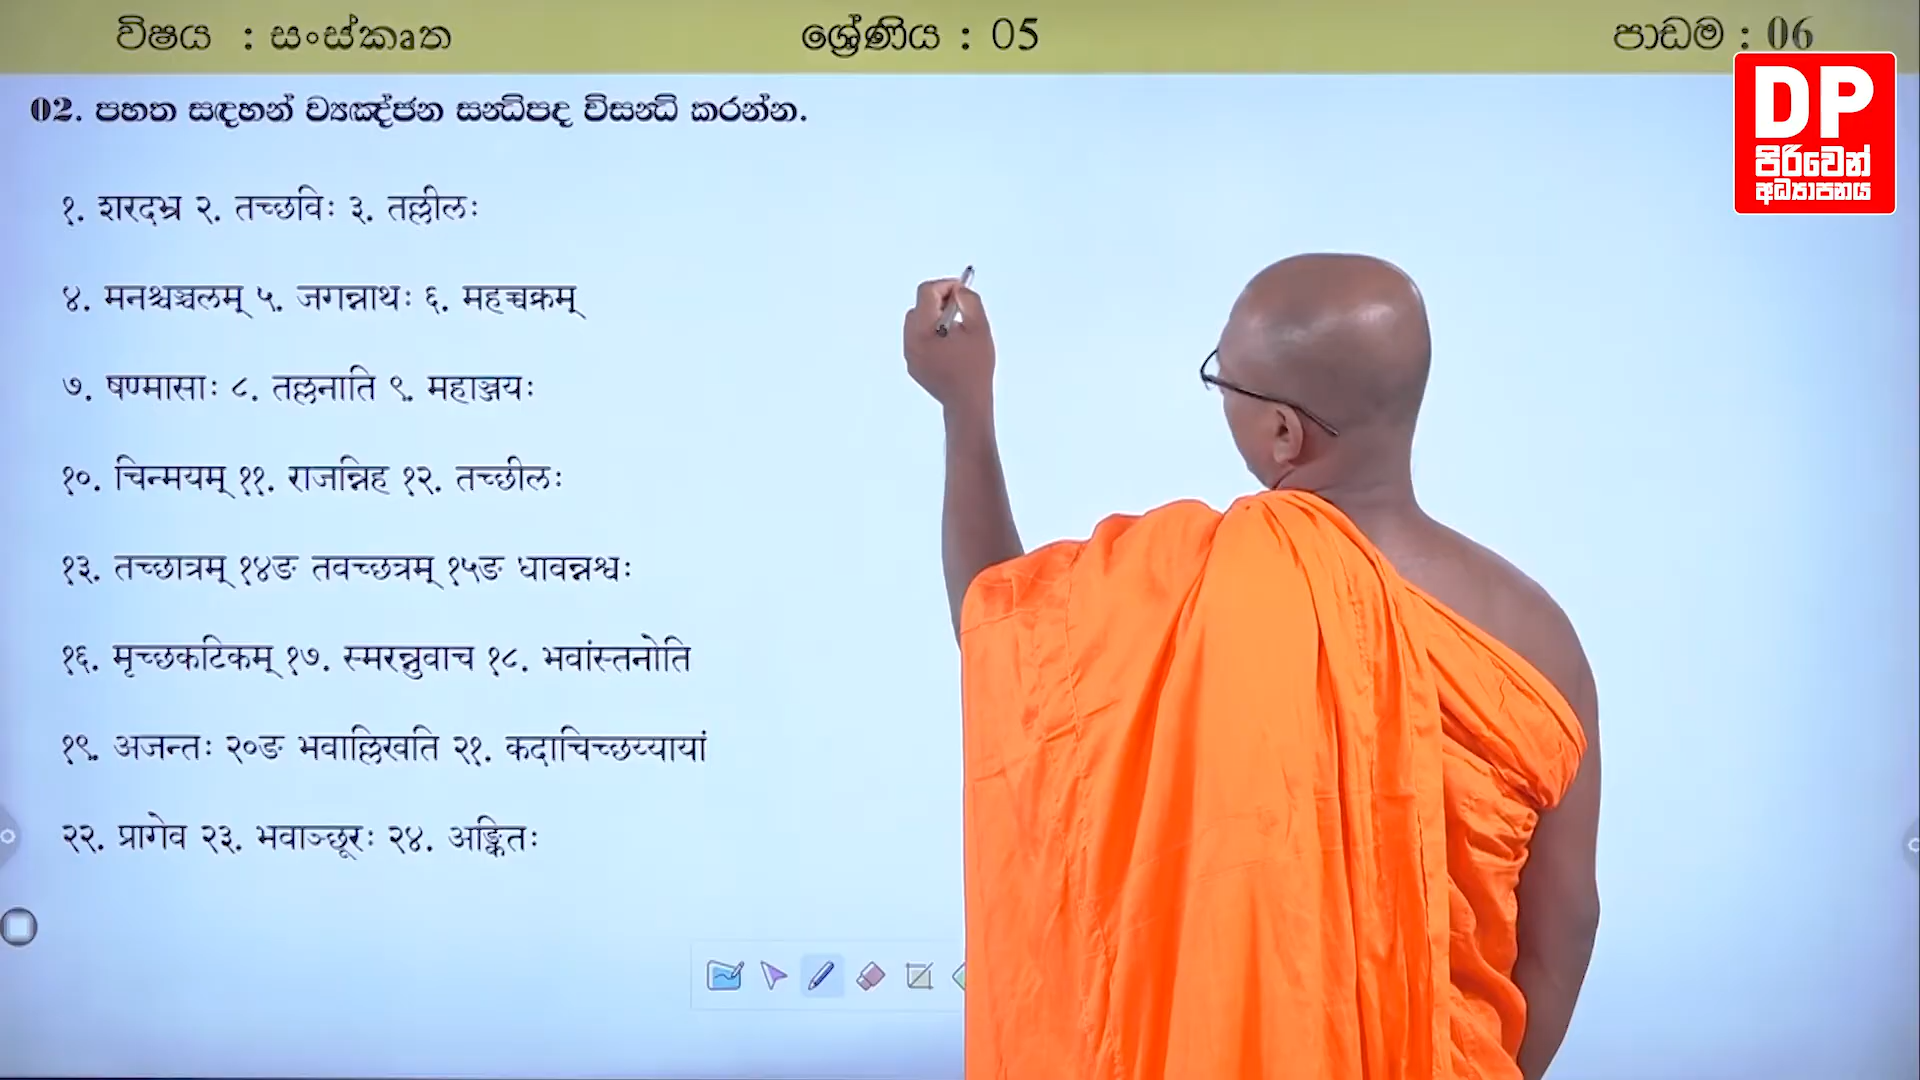 විෂය : සංස්කෘත ශ්‍රේණිය : 05 පාඩම : 06
DP
පිරිවෙන්
අධ්‍යාපනය
02. පහත සඳහන් ව්‍යඤ්ජන සන්ධිපද විසන්ධි කරන්න.
१. शरदभ्र २. तच्छविः ३. तल्लीलः
४. मनश्चञ्चलम् ५. जगन्नाथः ६. महच्चक्रम्
७. षण्मासाः ८. तल्लनाति ९. महाञ्जयः
१०. चिन्मयम् ११. राजन्निह १२. तच्छीलः
१३. तच्छात्रम् १४ङ तवच्छत्रम् १५ङ धावन्नश्वः
१६. मृच्छकटिकम् १७. स्मरन्नुवाच १८. भवांस्तनोति
१९. अजन्तः २०ङ भवाल्लिखति २१. कदाचिच्छय्यायां
२२. प्रागेव २३. भवाञ्छूरः २४. अङ्कितः